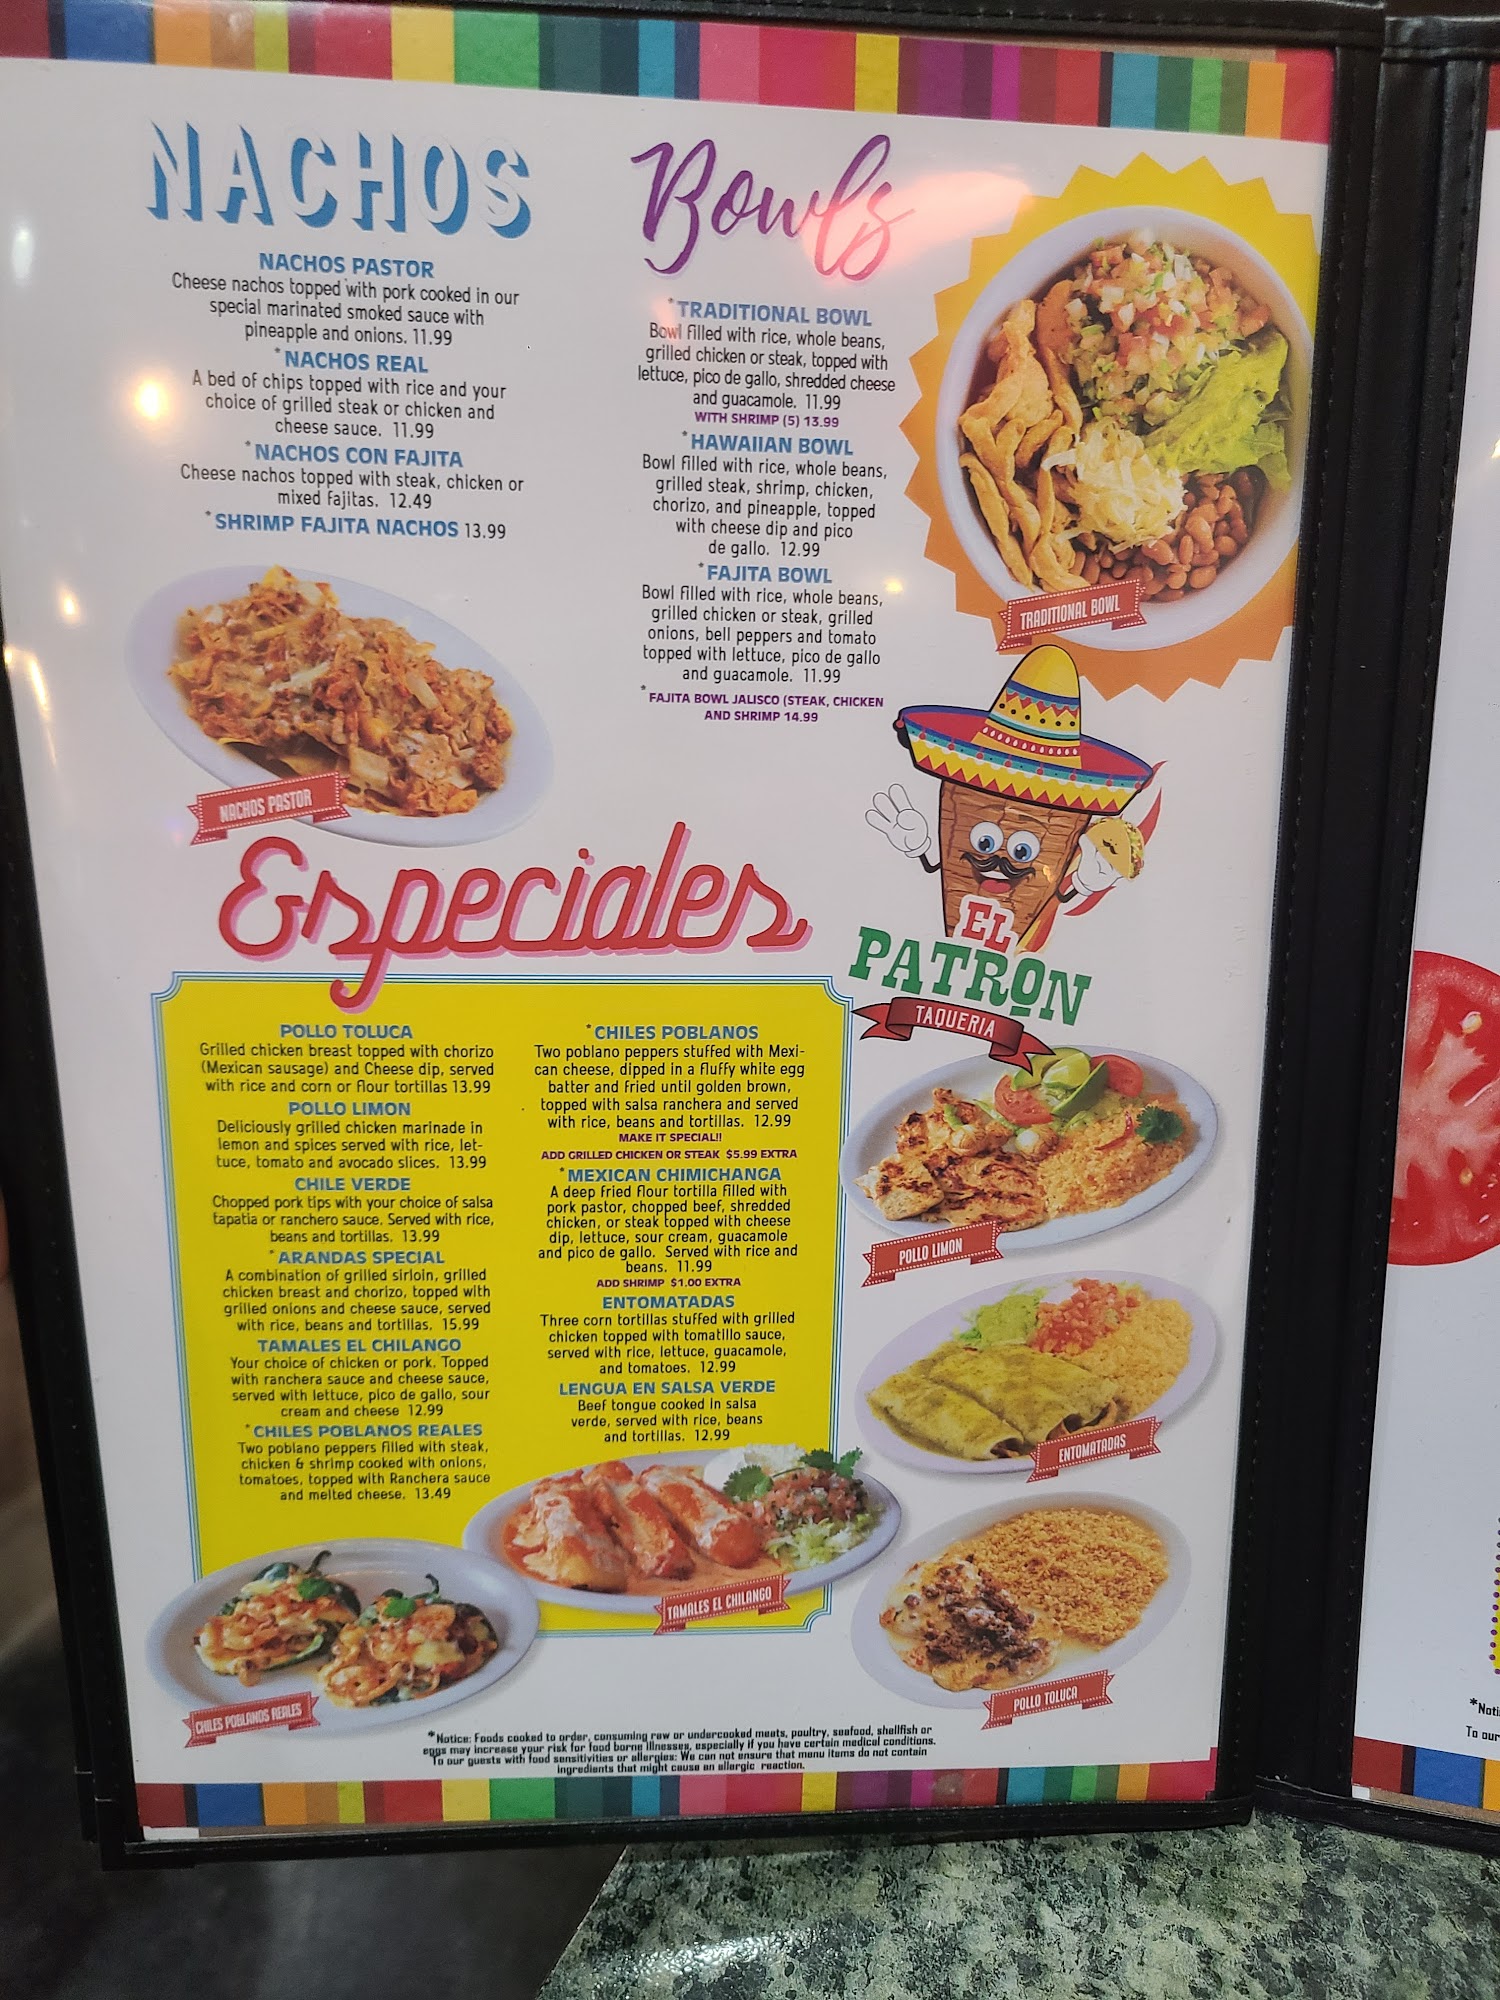 NACHOS
NACHOS PASTOR
Cheese nachos topped with pork cooked in our
special marinated smoked sauce with
pineapple and onions. 11.99
*NACHOS REAL
A bed of chips topped with rice and your
choice of grilled steak or chicken and
cheese sauce. 11.99
*NACHOS CON FAJITA
Cheese nachos topped with steak, chicken or
mixed fajitas. 12.49
*SHRIMP FAJITA NACHOS 13.99
NACHOS PASTOR
Bowls
*TRADITIONAL BOWL
Bowl filled with rice, whole beans,
grilled chicken or steak, topped with
lettuce, pico de gallo, shredded cheese
and guacamole. 11.99
WITH SHRIMP (5) 13.99
*HAWAIIAN BOWL
Bowl filled with rice, whole beans,
grilled steak, shrimp, chicken,
chorizo, and pineapple, topped
with cheese dip and pico
de gallo. 12.99
*FAJITA BOWL
Bowl filled with rice, whole beans,
grilled chicken or steak, grilled
onions, bell peppers and tomato
topped with lettuce, pico de gallo
and guacamole. 11.99
*FAJITA BOWL JALISCO (STEAK, CHICKEN
AND SHRIMP 14.99
TRADITIONAL BOWL
EL
PATRON
TAQUERIA
Especiales
POLLO TOLUCA
Grilled chicken breast topped with chorizo
(Mexican sausage) and Cheese dip, served
with rice and corn or flour tortillas 13.99
POLLO LIMON
Deliciously grilled chicken marinade in
lemon and spices served with rice, let-
tuce, tomato and avocado slices. 13.99
CHILE VERDE
Chopped pork tips with your choice of salsa
tapatia or ranchero sauce. Served with rice,
beans and tortillas. 13.99
*ARANDAS SPECIAL
A combination of grilled sirloin, grilled
chicken breast and chorizo, topped with
grilled onions and cheese sauce, served
with rice, beans and tortillas. 15.99
TAMALES EL CHILANGO
Your choice of chicken or pork. Topped
with ranchera sauce and cheese sauce,
served with lettuce, pico de gallo, sour
cream and cheese 12.99
*CHILES POBLANOS REALES
Two poblano peppers filled with steak,
chicken & shrimp cooked with onions,
tomatoes, topped with Ranchera sauce
and melted cheese. 13.49
*CHILES POBLANOS
Two poblano peppers stuffed with Mexi-
can cheese, dipped in a fluffy white egg
batter and fried until golden brown,
topped with salsa ranchera and served
with rice, beans and tortillas. 12.99
MAKE IT SPECIAL!!
ADD GRILLED CHICKEN OR STEAK $5.99 EXTRA
*MEXICAN CHIMICHANGA
A deep fried flour tortilla filled with
pork pastor, chopped beef, shredded
chicken, or steak topped with cheese
dip, lettuce, sour cream, guacamole
and pico de gallo. Served with rice and
beans. 11.99
ADD SHRIMP $1.00 EXTRA
ENTOMATADAS
Three corn tortillas stuffed with grilled
chicken topped with tomatillo sauce,
served with rice, lettuce, guacamole,
and tomatoes. 12.99
LENGUA EN SALSA VERDE
Beef tongue cooked in salsa
verde, served with rice, beans
and tortillas. 12.99
POLLO LIMON
ENTOMATADAS
TAMALES EL CHILANGO
POLLO TOLUCA
CHILES POBLANOS REALES
*Notice: Foods cooked to order, consuming raw or undercooked meats, poultry, seafood, shellfish or
eggs may increase your risk for food borne illnesses, especially if you have certain medical conditions.
To our guests with food sensitivities or allergies: We can not ensure that menu items do not contain
ingredients that might cause an allergic reaction.
To our